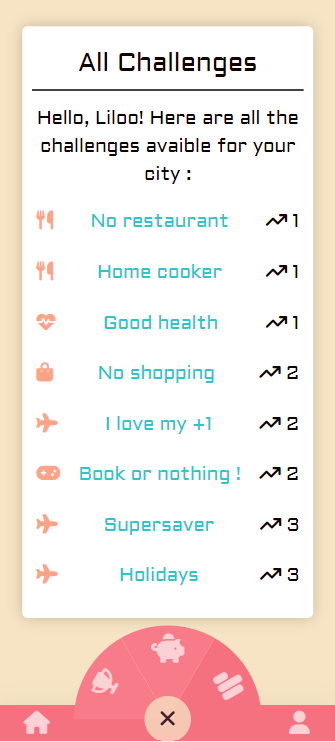 All Challenges
Hello, Liloo! Here are all the
challenges avaible for your
city :
No restaurant 1
Home cooker 1
Good health 1
No shopping 2
I love my +1 2
Book or nothing ! 2
Supersaver 3
Holidays 3